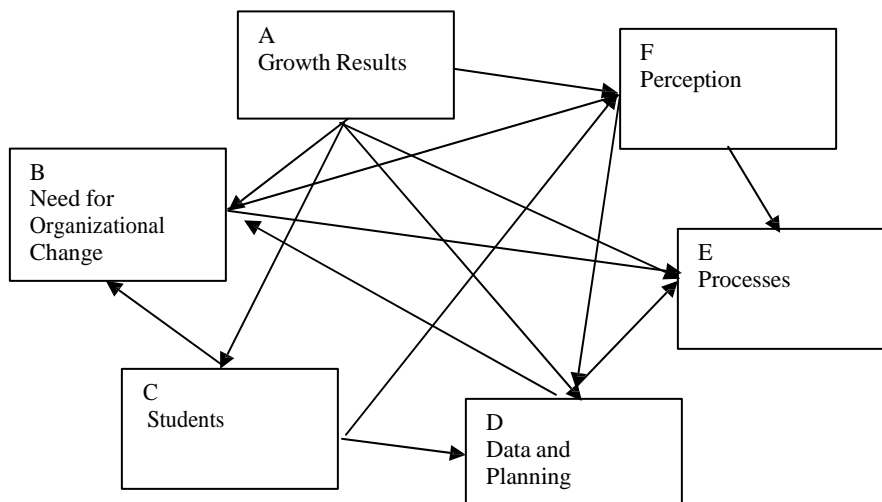 A
Growth Results
F
Perception
B
Need for
Organizational
Change
E
Processes
C
Students
D
Data and
Planning